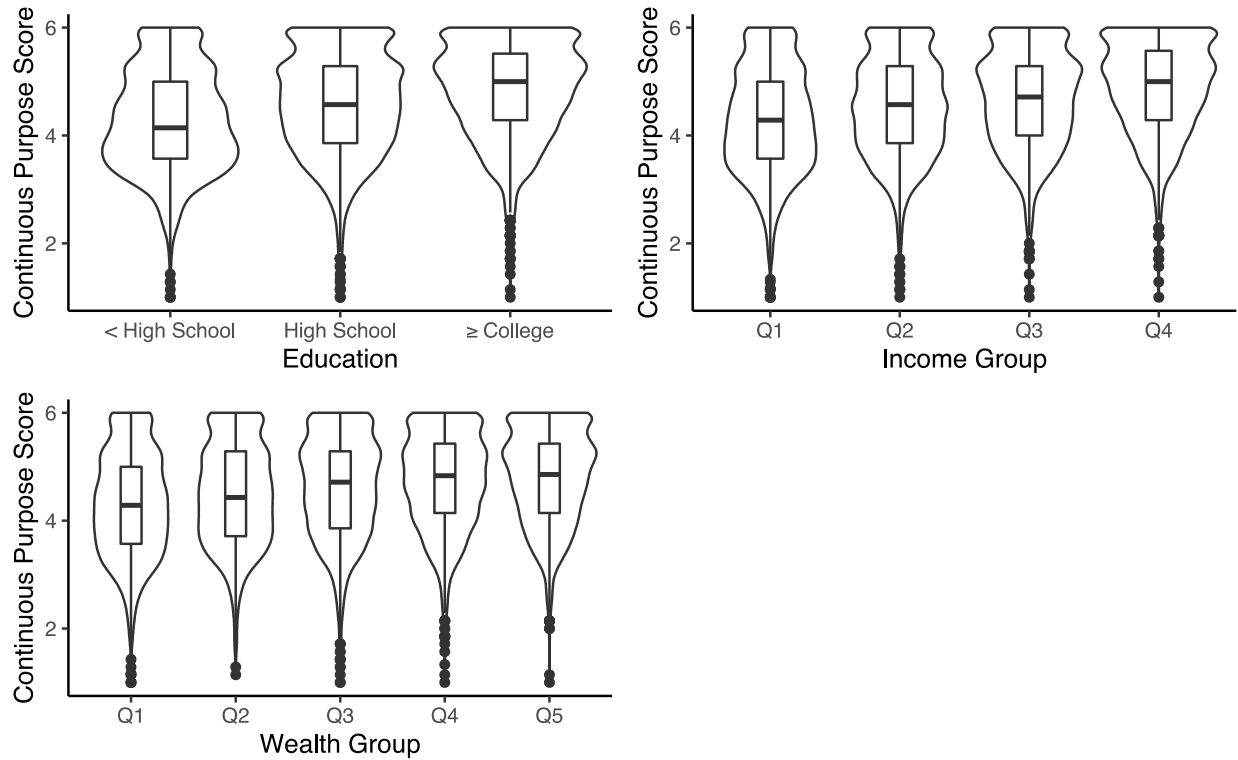 Continuous Purpose Score
6
4
2
< High School
High School
≥ College
Education
Continuous Purpose Score
6
4
2
Q1
Q2
Q3
Q4
Income Group
Continuous Purpose Score
6
4
2
Q1
Q2
Q3
Q4
Q5
Wealth Group